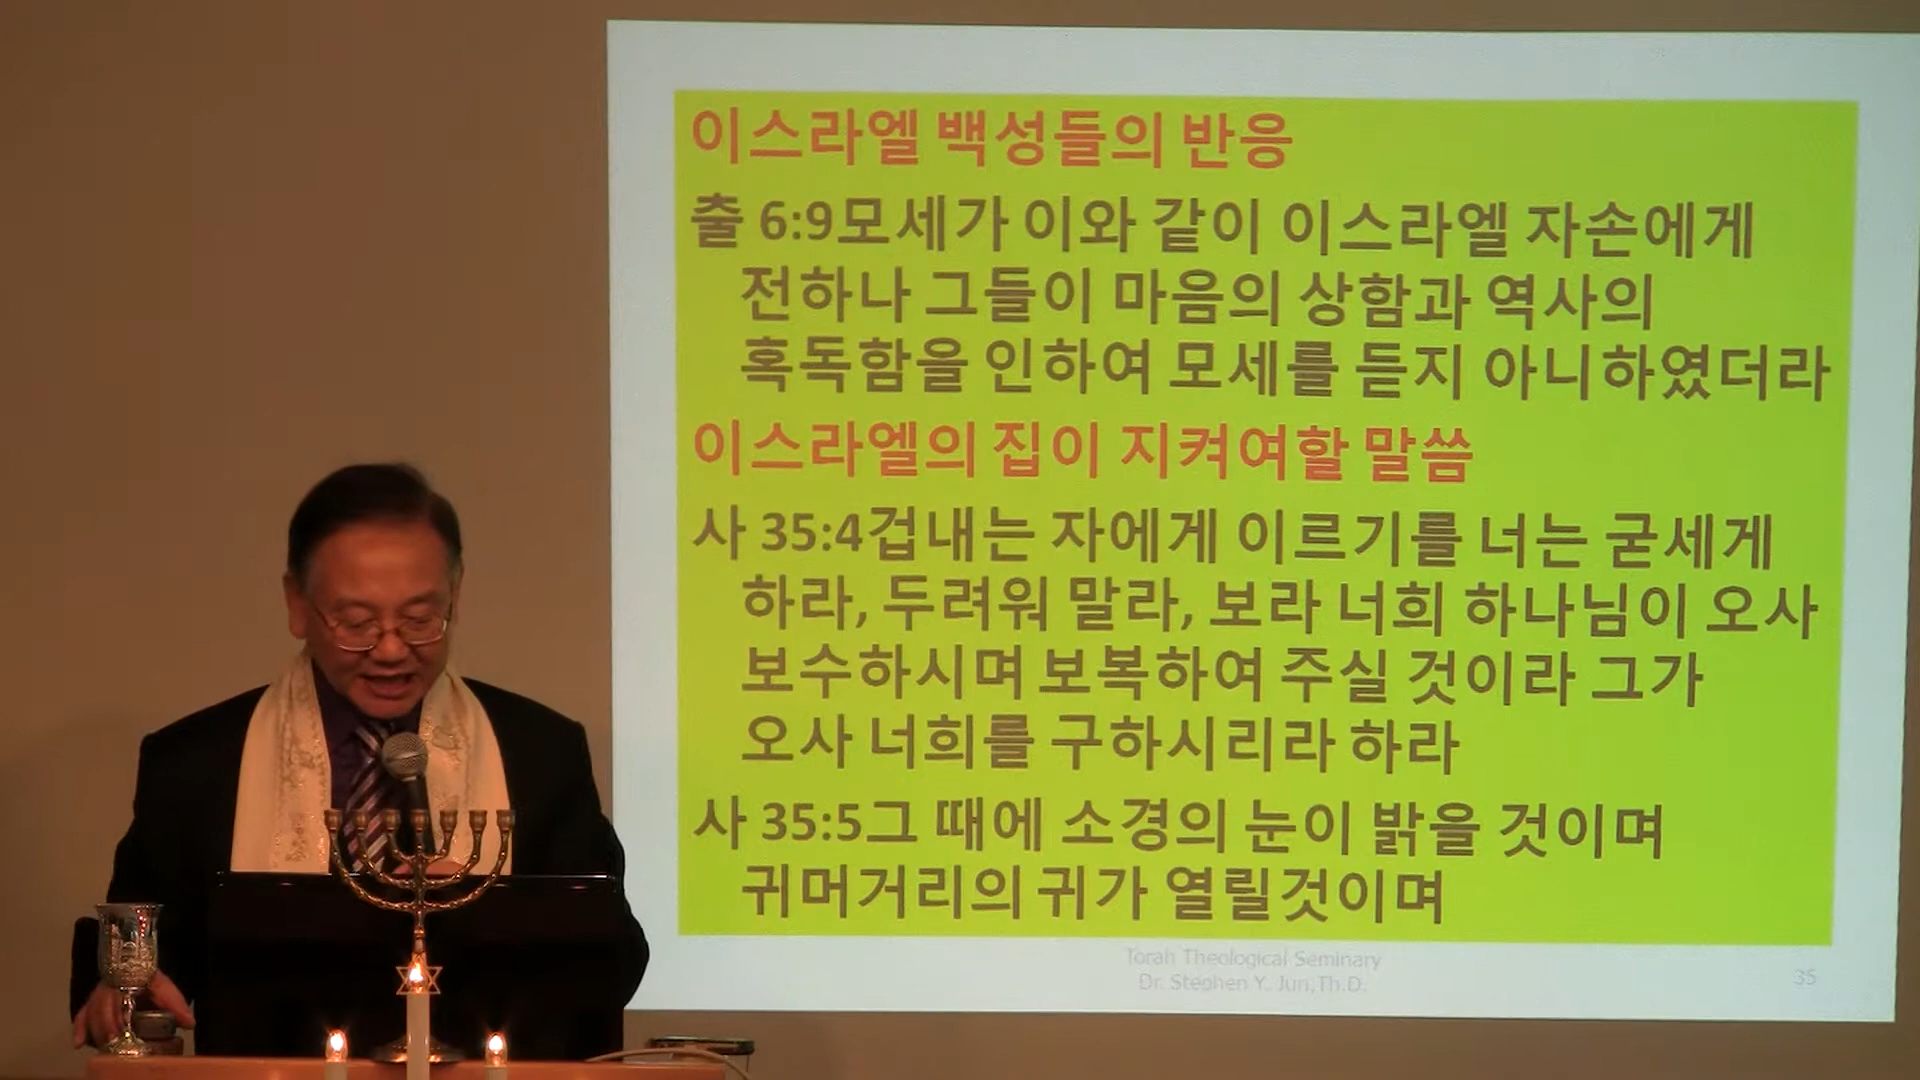 이스라엘 백성들의 반응
출 6:9모세가 이와 같이 이스라엘 자손에게
전하나 그들이 마음의 상함과 역사의
혹독함을 인하여 모세를 듣지 아니하였더라
이스라엘의 집이 지켜여할 말씀
사 35:4겁내는 자에게 이르기를 너는 굳세게
하라, 두려워 말라, 보라 너희 하나님이 오사
보수하시며 보복하여 주실 것이라 그가
오사 너희를 구하시리라 하라
사 35:5그 때에 소경의 눈이 밝을 것이며
귀머거리의 귀가 열릴것이며
Torah Theological Seminary
Dr. Stephen Y. Jun,Th.D.
35